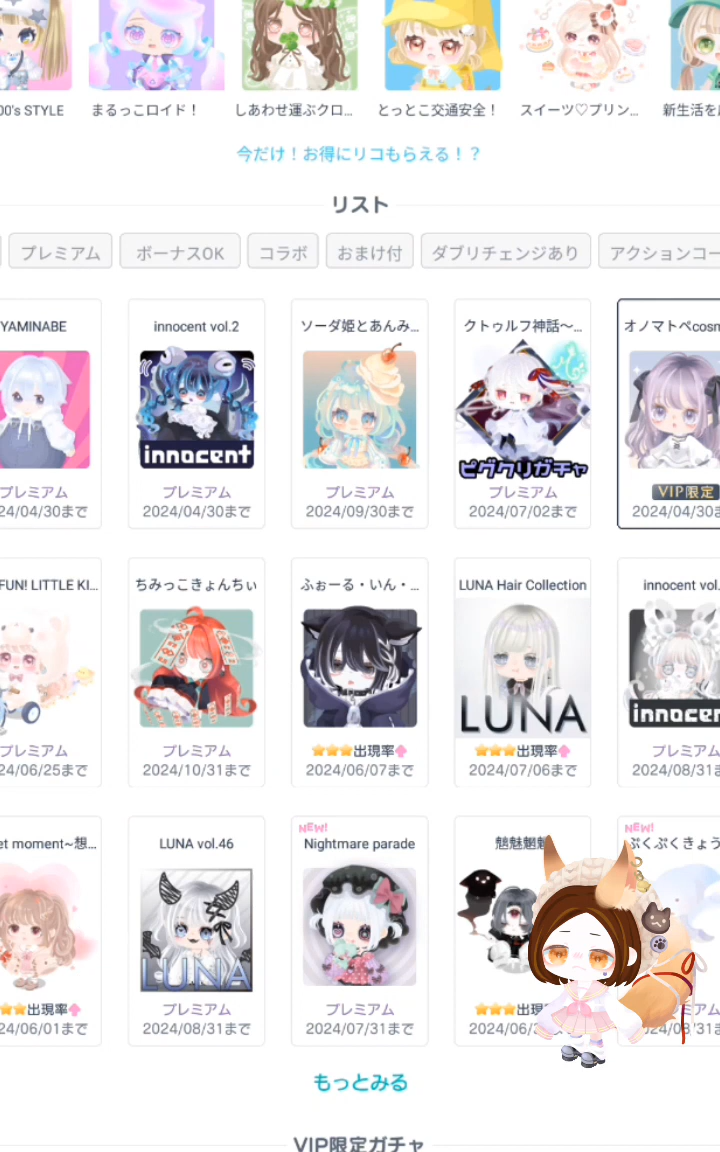 00's STYLE
まるっこロイド！
しあわせ運ぶクロ...
とっとこ交通安全！
スイーツ♡プリン...
新生活を
今だけ！お得にリコもらえる！？
リスト
プレミアム
ボーナスOK
コラボ
おまけ付
ダブリチェンジあり
アクションコー
YAMINABE
innocent vol.2
ソーダ姫とあんみ...
クトゥルフ神話〜...
オノマトペcosm
innocent
ピグクリガチャ
プレミアム
プレミアム
プレミアム
プレミアム
VIP限定
24/04/30まで
2024/04/30まで
2024/09/30まで
2024/07/02まで
2024/04/30ま
FUN! LITTLE KI...
ちみっこきょんちぃ
ふぉーる・いん・...
LUNA Hair Collection
innocent vol.
LUNA
innocen
プレミアム
プレミアム
⭐⭐⭐出現率
⭐⭐⭐出現率
プレミアム
24/06/25まで
2024/10/31まで
2024/06/07まで
2024/07/06まで
2024/08/31ま
NEW!
NEW!
et moment~想...
LUNA vol.46
Nightmare parade
魑魅魍魎
ぷくぷくきょう
LUNA
⭐⭐出現率
プレミアム
プレミアム
⭐⭐⭐出現
ミアム
24/06/01まで
2024/08/31まで
2024/07/31まで
2024/06/2
24/08/31ま
もっとみる
VIP限定ガチャ